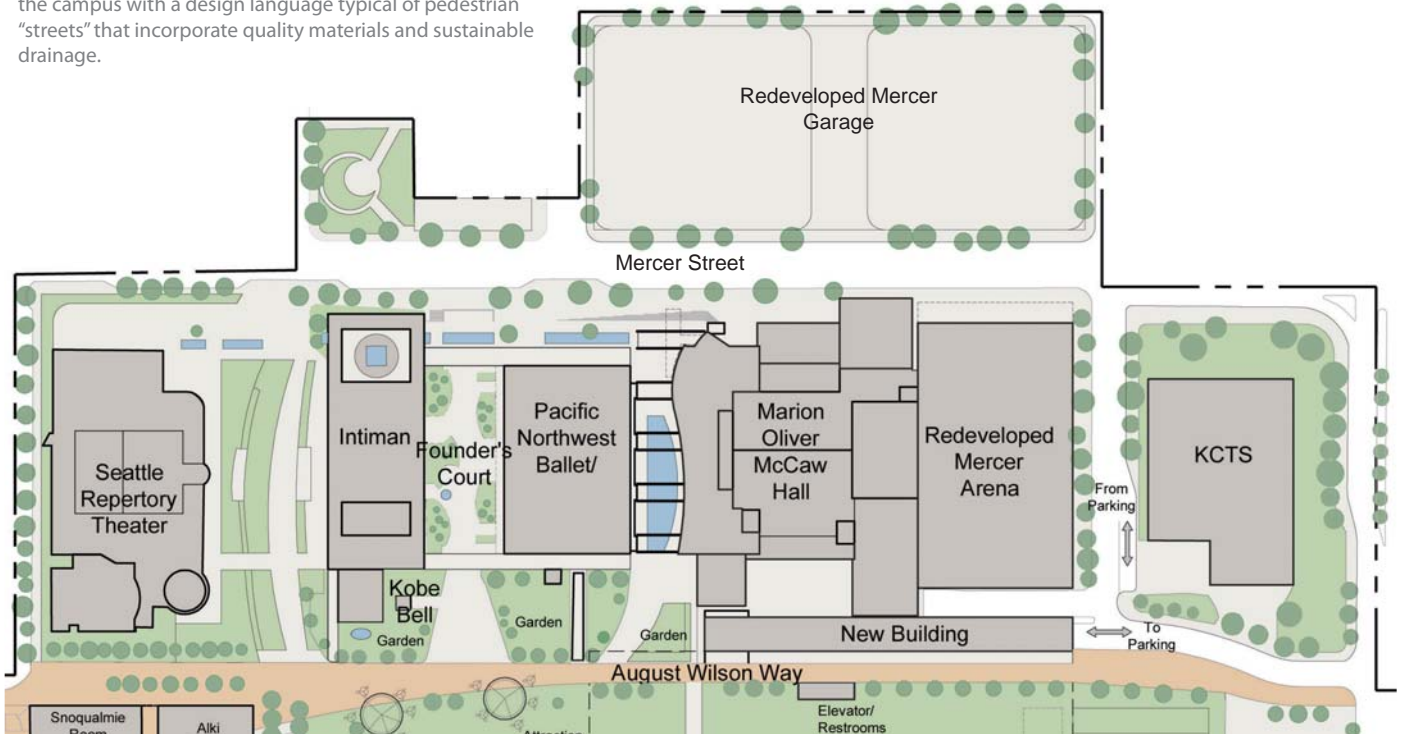 the campus with a design language typical of pedestrian
“streets” that incorporate quality materials and sustainable
drainage.
Redeveloped Mercer
Garage
Mercer Street
Seattle
Repertory
Theater
Intiman
Founder's
Court
Pacific
Northwest
Ballet/
Marion
Oliver
McCaw
Hall
Redeveloped
Mercer
Arena
KCTS
From
Parking
To
Parking
Kobe
Bell
Garden
Garden
Garden
New Building
August Wilson Way
Snoqualmie
Room
Alki
Attraction
Elevator/
Restrooms